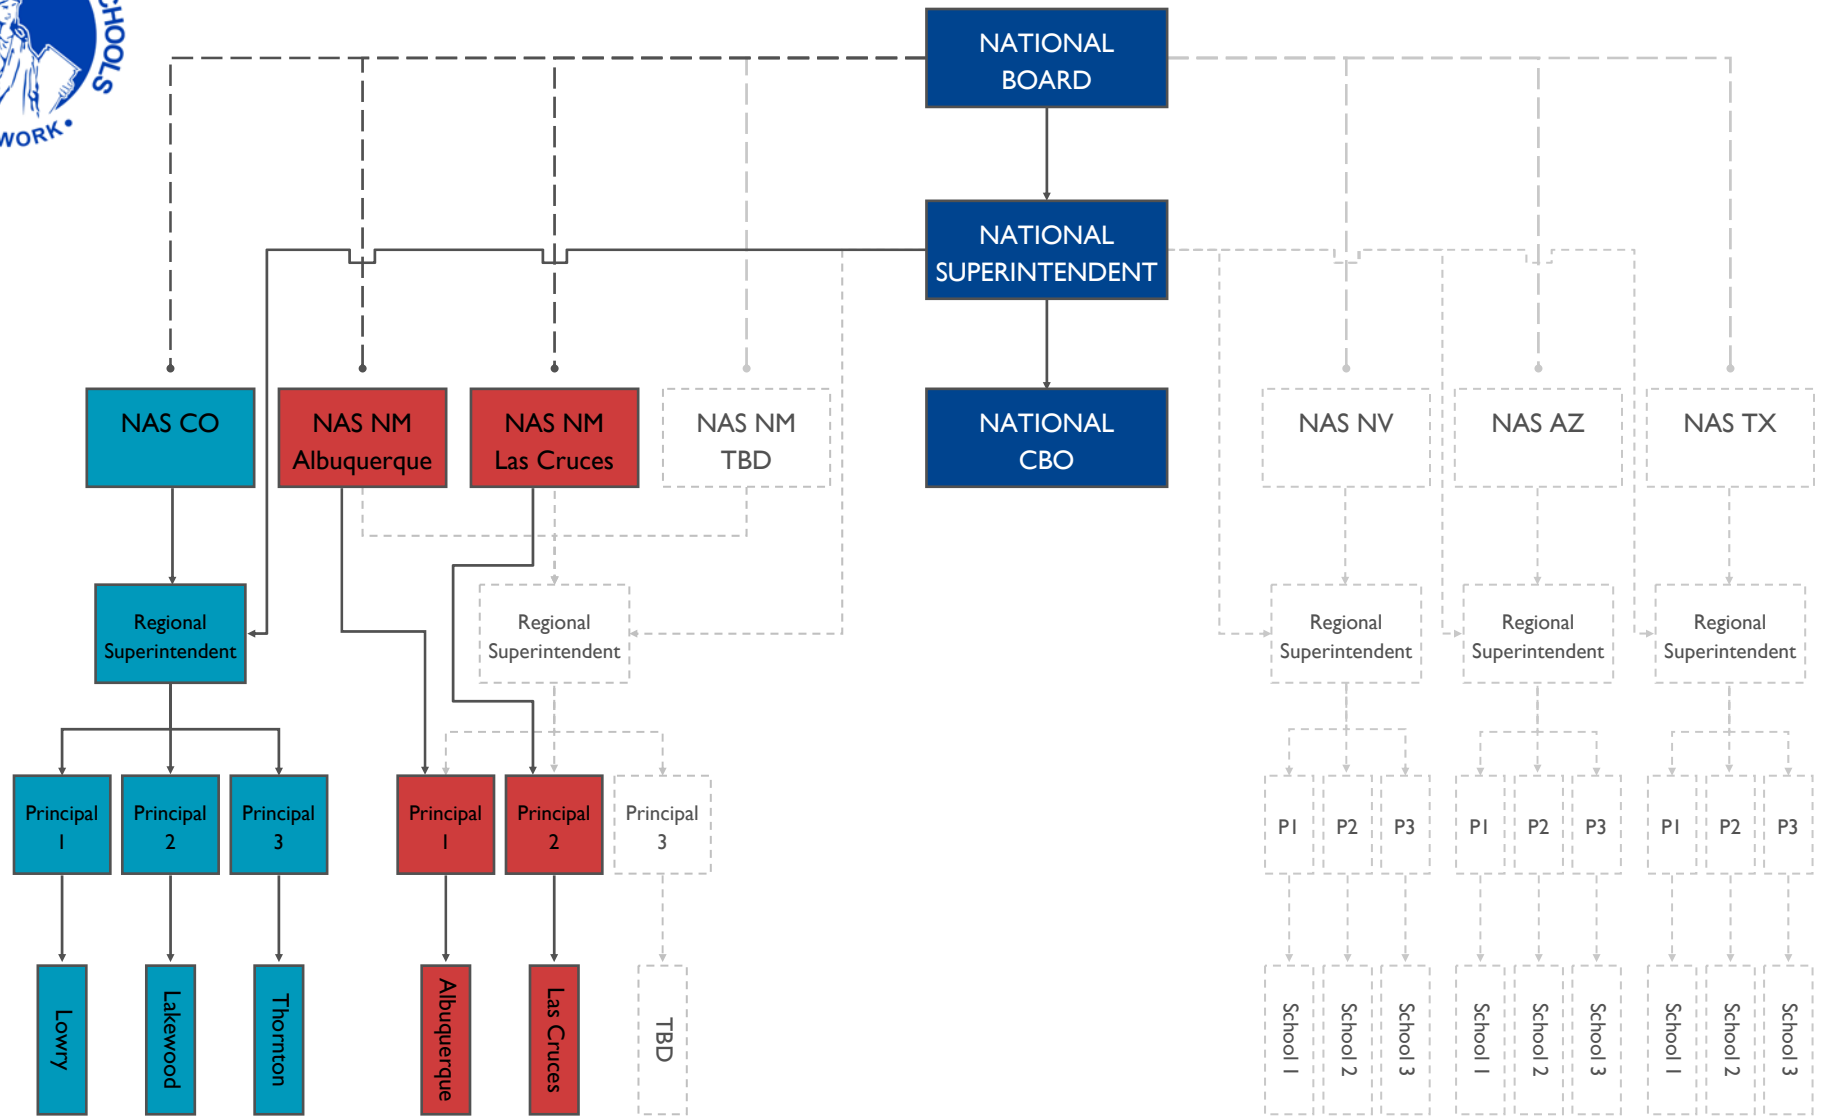 SCHOOLS
WORK •
NATIONAL
BOARD
NATIONAL
SUPERINTENDENT
NAS CO
NAS NM
Albuquerque
NAS NM
Las Cruces
NAS NM
TBD
NATIONAL
CBO
NAS NV
NAS AZ
NAS TX
Regional
Superintendent
Regional
Superintendent
Regional
Superintendent
Regional
Superintendent
Regional
Superintendent
Principal
1
Principal
2
Principal
3
Principal
1
Principal
2
Principal
3
P1
P2
P3
P1
P2
P3
P1
P2
P3
Lowry
Lakewood
Thornton
Albuquerque
Las Cruces
TBD
School 1
School 2
School 3
School 1
School 2
School 3
School 1
School 2
School 3